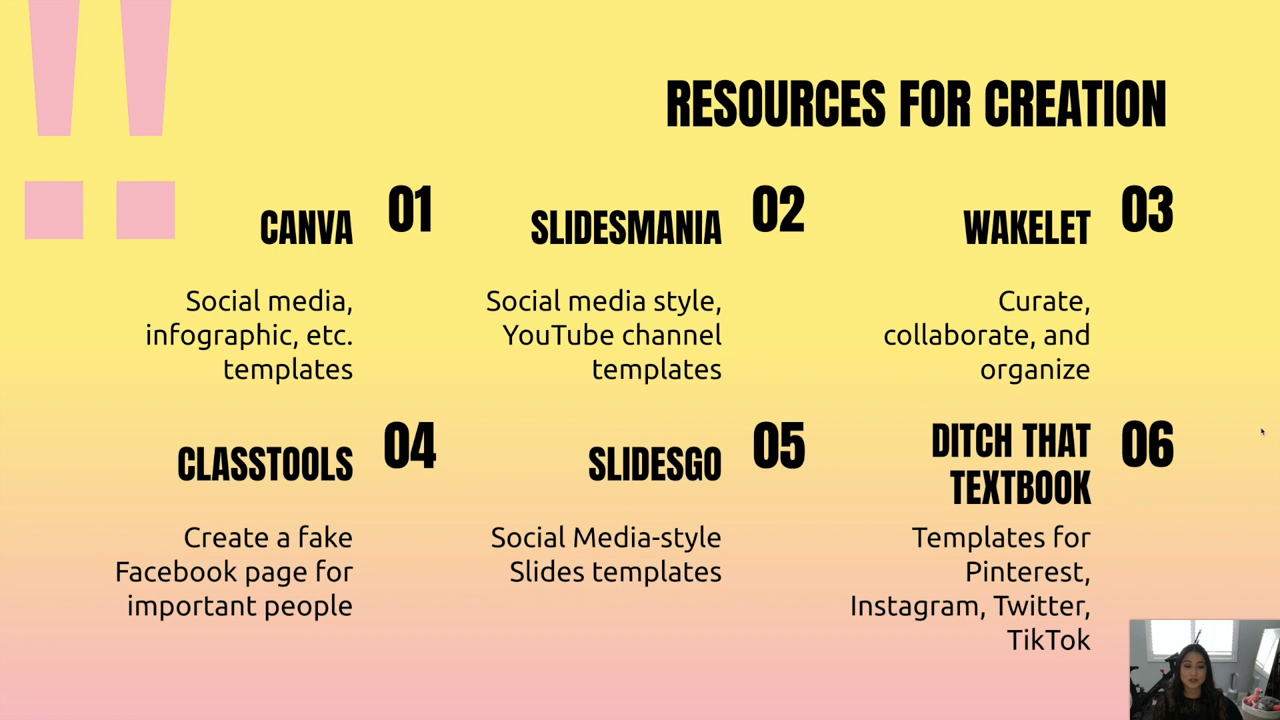 !!
RESOURCES FOR CREATION
CANVA 01
Social media,
infographic, etc.
templates
SLIDESMANIA 02
Social media style,
YouTube channel
templates
WAKELET 03
Curate,
collaborate, and
organize
CLASSTOOLS 04
Create a fake
Facebook page for
important people
SLIDESGO 05
Social Media-style
Slides templates
DITCH THAT 06
TEXTBOOK
Templates for
Pinterest,
Instagram, Twitter,
TikTok